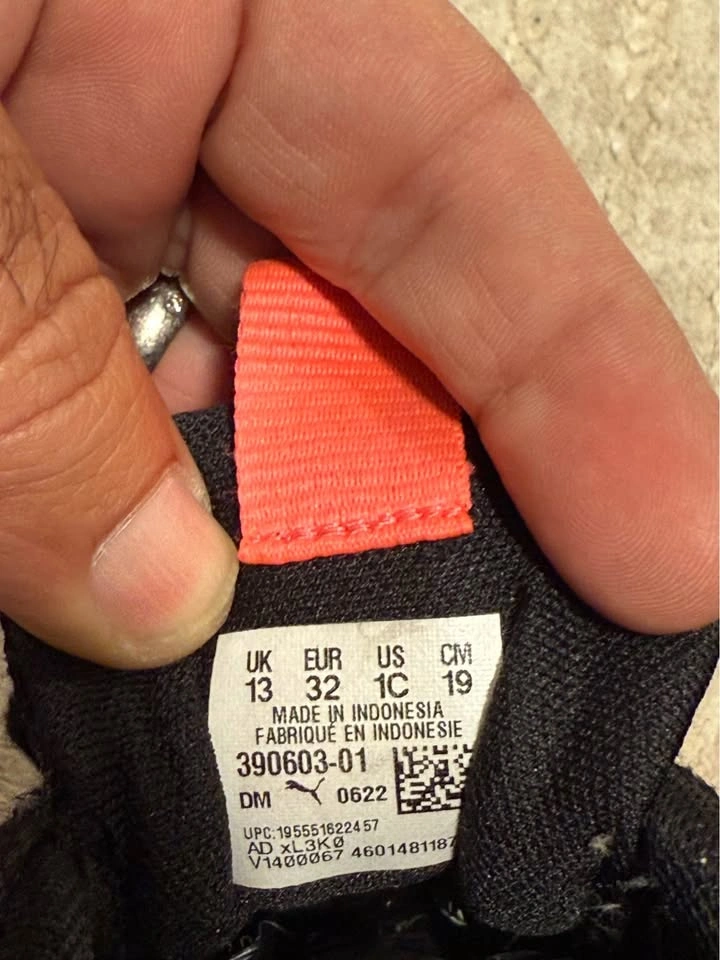 UK EUR US CM
13 32 1C 19
MADE IN INDONESIA
FABRIQUÉ EN INDONESIE
390603-01
DM 0622
UPC:195551622457
AD xL3K0
V1400067 4601481187